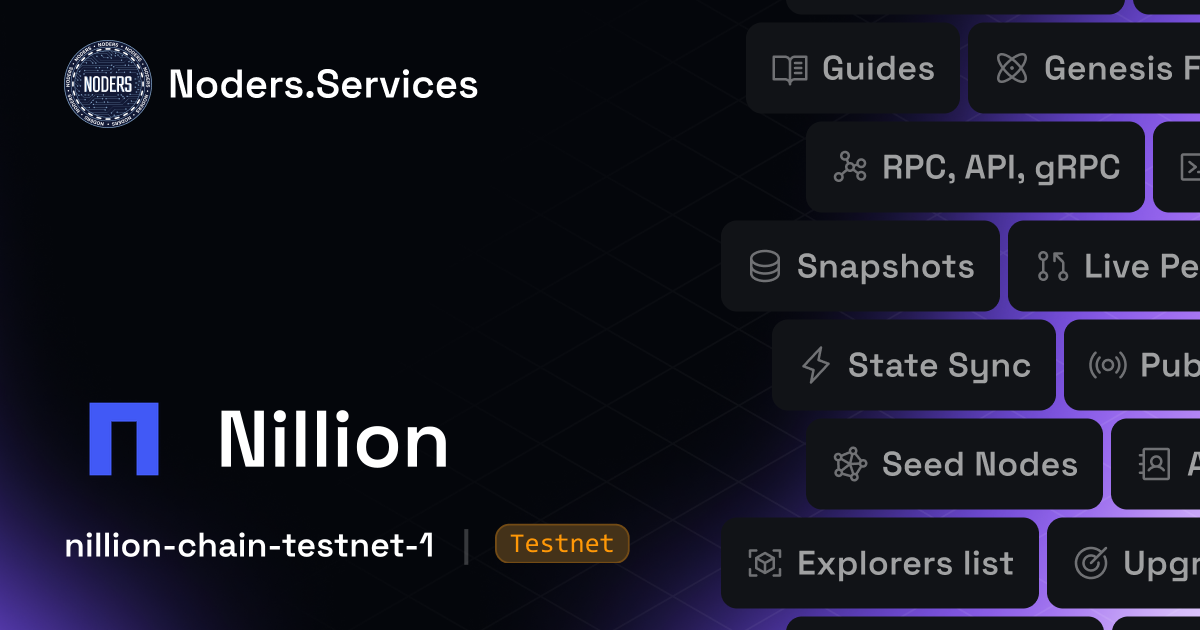 NODERS
Noders.Services
Nillion
nillion-chain-testnet-1 | Testnet
Guides
Genesis F
RPC, API, gRPC
Snapshots
Live Pe
State Sync
Pub
Seed Nodes
A
Explorers list
Upgr